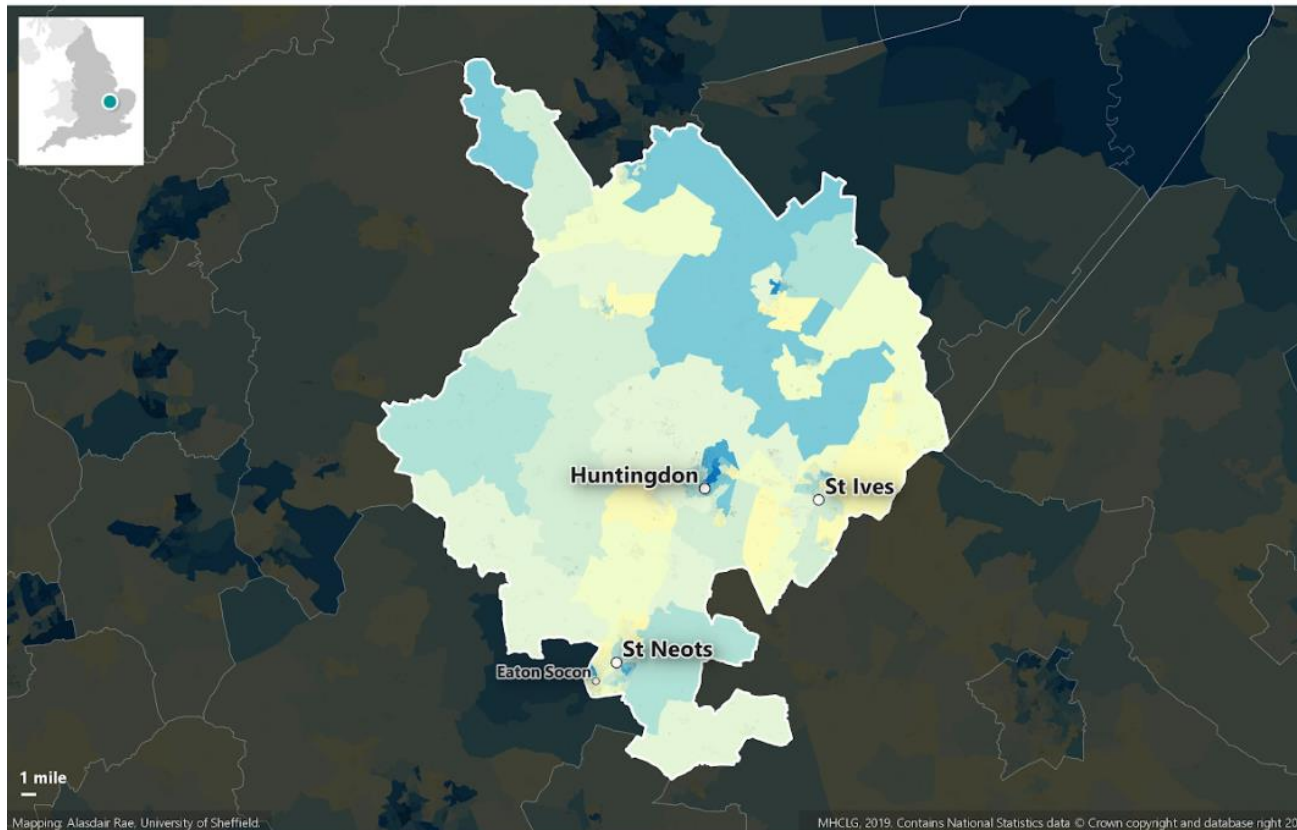 Huntingdon
St Ives
St Neots
Eaton Socon
1 mile
Mapping: Alasdair Rae, University of Sheffield.
MHCLG, 2019. Contains National Statistics data © Crown copyright and database right 20